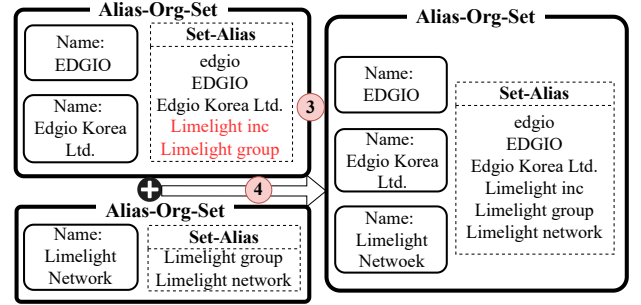 Alias-Org-Set
Name:
EDGIO
Name:
Edgio Korea
Ltd.
Set-Alias
edgio
EDGIO
Edgio Korea Ltd.
Limelight inc
Limelight group
3
4
Alias-Org-Set
Name:
Limelight
Network
Set-Alias
Limelight group
Limelight network
Alias-Org-Set
Name:
EDGIO
Name:
Edgio Korea
Ltd.
Name:
Limelight
Netwoek
Set-Alias
edgio
EDGIO
Edgio Korea Ltd.
Limelight inc
Limelight group
Limelight network